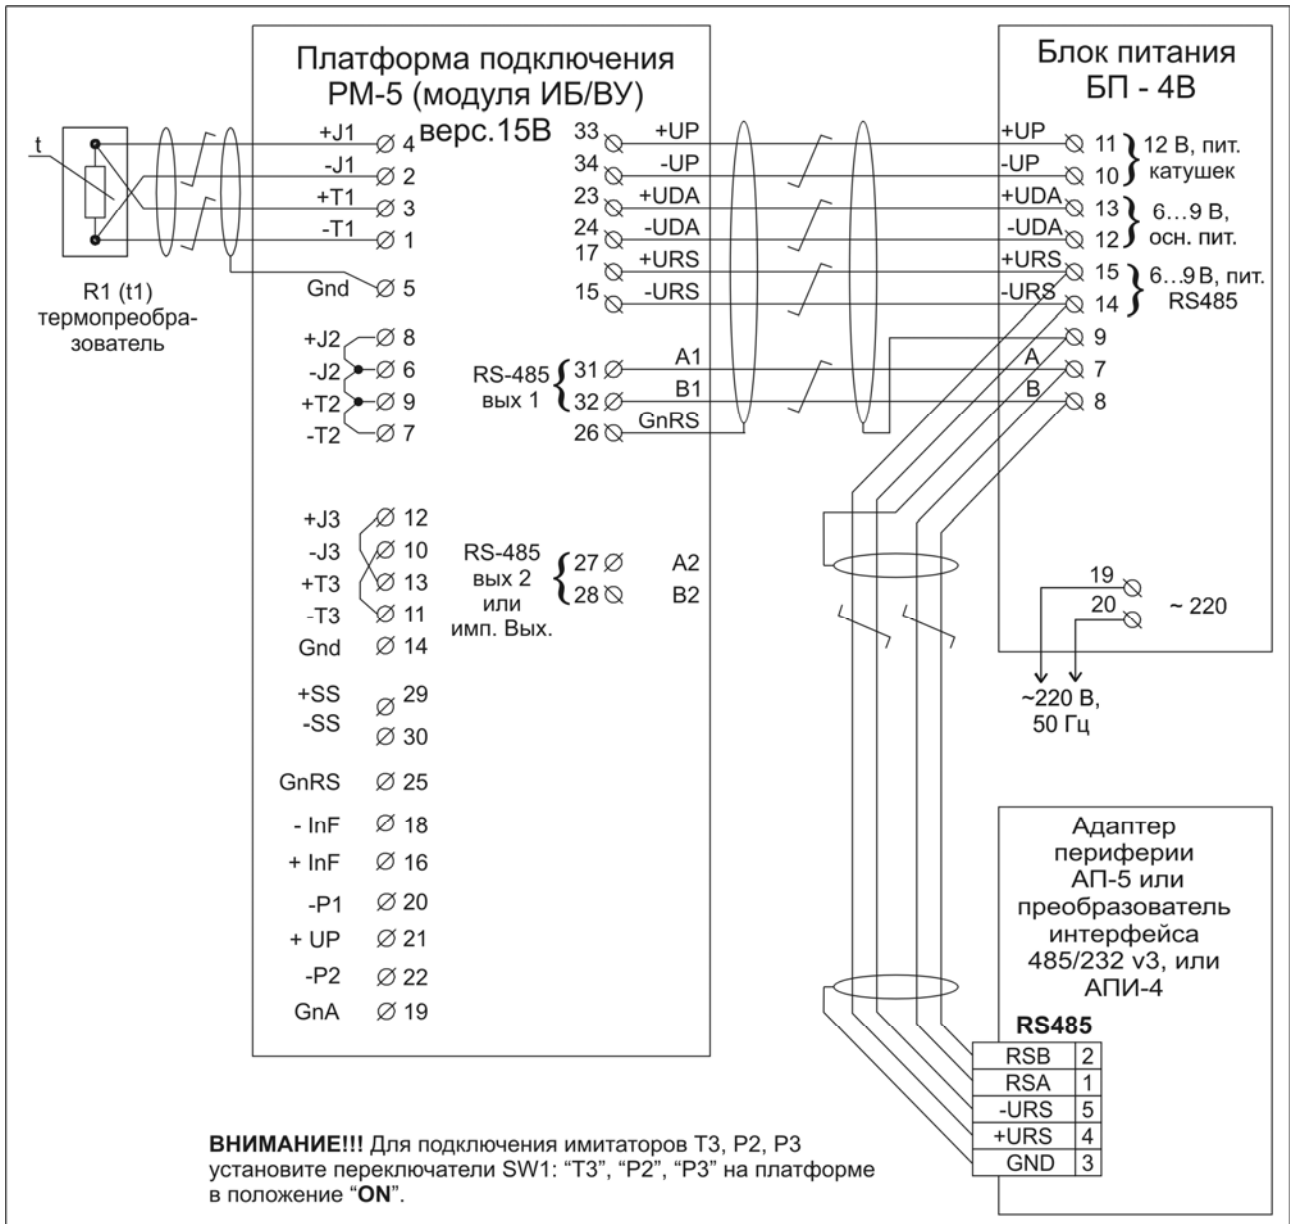 Платформа подключения
РМ-5 (модуля ИБ/ВУ)
верс.15В
Блок питания
БП - 4В
t
R1 (t1)
термопреобра-
зователь
+J1 4
-J1 2
+T1 3
-T1 1
Gnd 5
+J2 8
-J2 6
+T2 9
-T2 7
+J3 12
-J3 10
+T3 13
-T3 11
Gnd 14
+SS 29
-SS 30
GnRS 25
- InF 18
+ InF 16
-P1 20
+ UP 21
-P2 22
GnA 19
33 +UP
34 -UP
23 +UDA
24 -UDA
17 +URS
15 -URS
RS-485
вых 1
31 A1
32 B1
26 GnRS
RS-485
вых 2
или
имп. Вых.
27 A2
28 B2
+UP 11
-UP 10
12 В, пит.
катушек
+UDA 13
-UDA 12
6...9 В,
осн. пит.
+URS 15
-URS 14
6...9 В, пит.
RS485
9
A 7
B 8
19
20
~ 220
~220 В,
50 Гц
Адаптер
периферии
АП-5 или
преобразователь
интерфейса
485/232 v3, или
АПИ-4
RS485
RSB 2
RSA 1
-URS 5
+URS 4
GND 3
ВНИМАНИЕ!!! Для подключения имитаторов Т3, Р2, Р3
установите переключатели SW1: “Т3”, “Р2”, “Р3” на платформе
в положение “ON”.